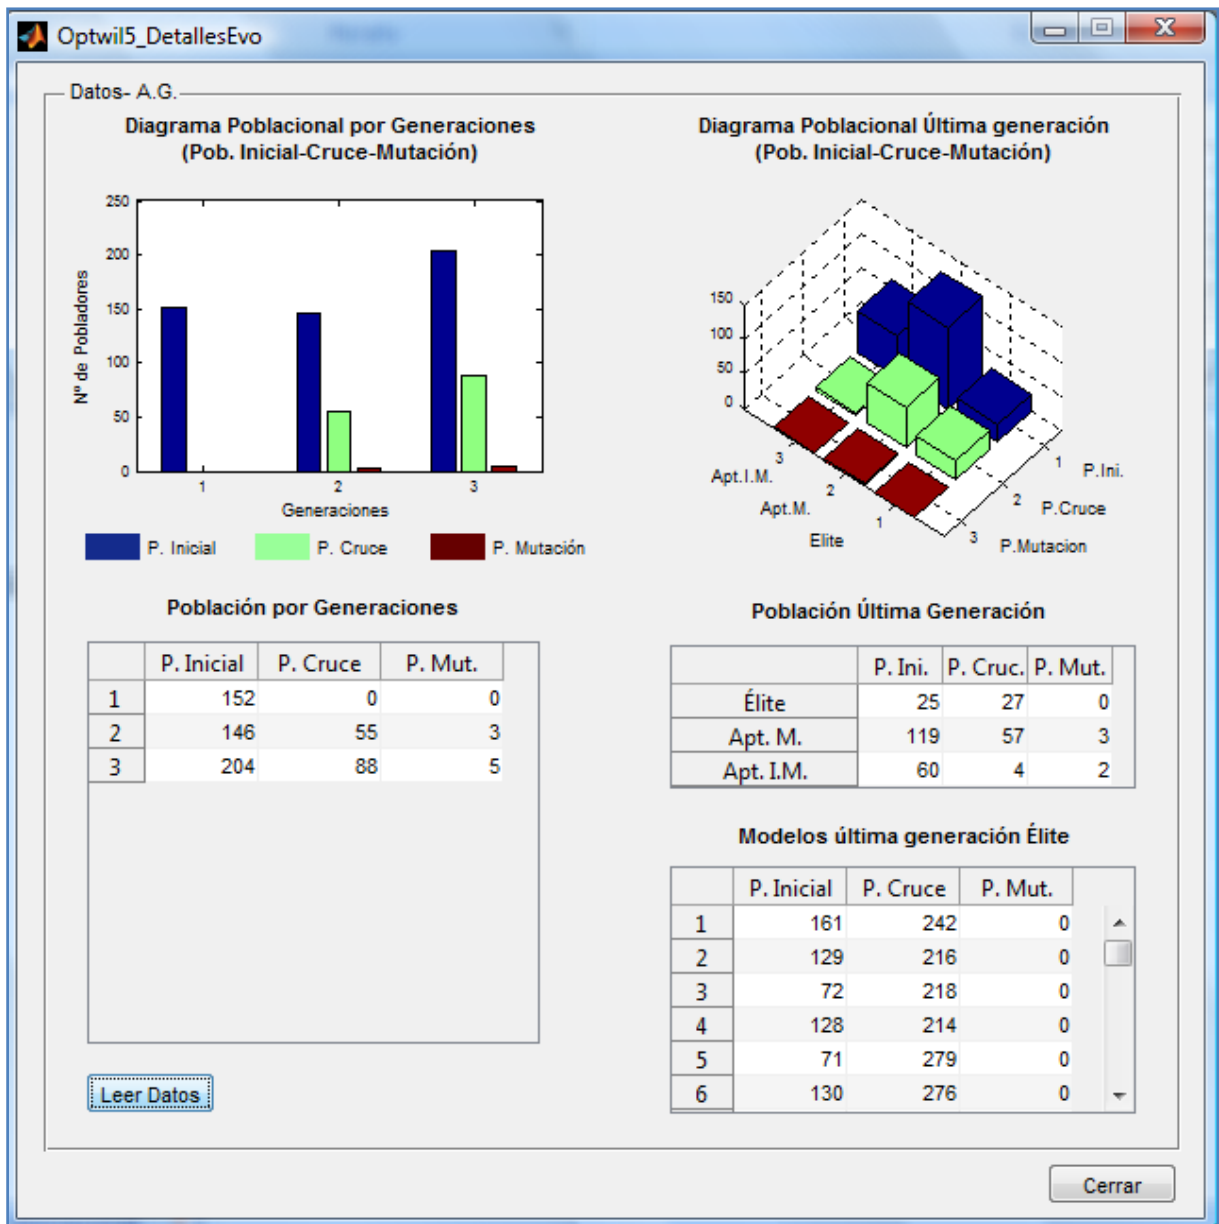 Optwil5_DetallesEvo
Datos- A.G.
Diagrama Poblacional por Generaciones
(Pob. Inicial-Cruce-Mutación)
250
200
150
100
50
0
Nº de Pobladores
1 2 3
Generaciones
P. Inicial P. Cruce P. Mutación
Diagrama Poblacional Última generación
(Pob. Inicial-Cruce-Mutación)
150
100
50
0
3
2
1
Apt.I.M.
Apt.M.
Elite
1
2
3
P.Ini.
P.Cruce
P.Mutacion
Población por Generaciones
P. Inicial P. Cruce P. Mut.
1 152 0 0
2 146 55 3
3 204 88 5
Leer Datos
Población Última Generación
P. Ini. P. Cruc. P. Mut.
Élite 25 27 0
Apt. M. 119 57 3
Apt. I.M. 60 4 2
Modelos última generación Élite
P. Inicial P. Cruce P. Mut.
1 161 242 0
2 129 216 0
3 72 218 0
4 128 214 0
5 71 279 0
6 130 276 0
Cerrar